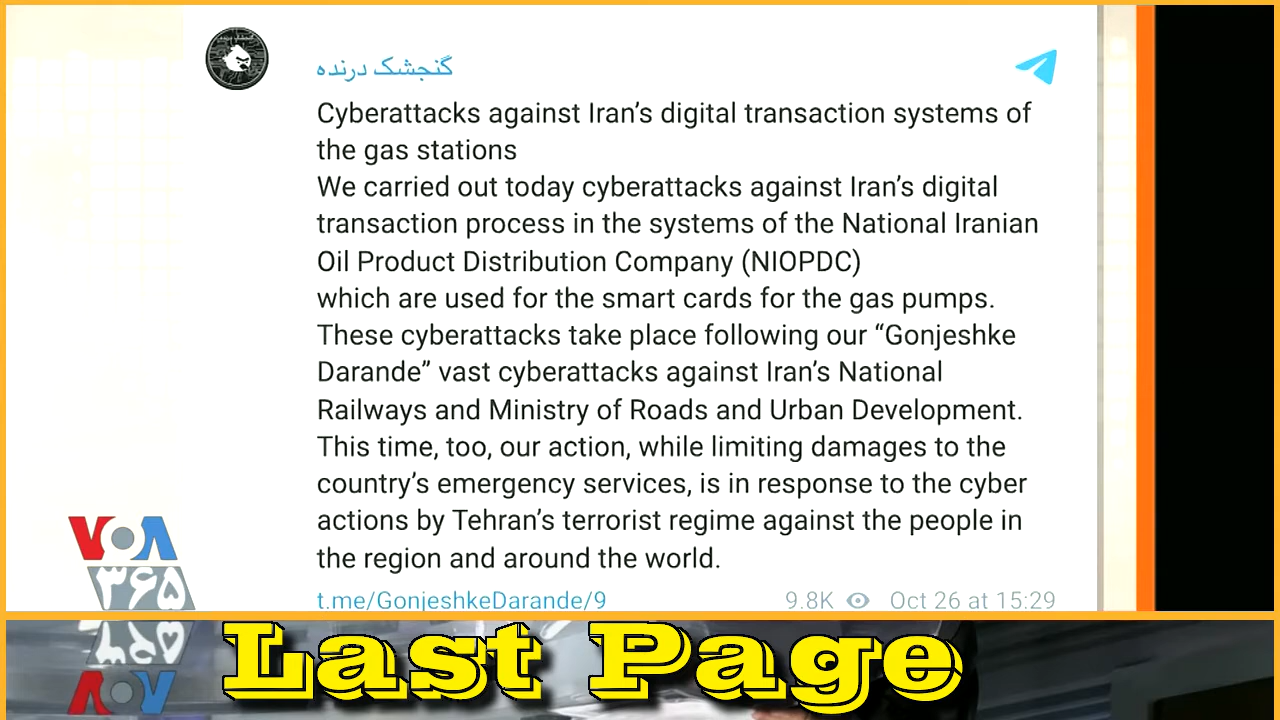 گنجشک درنده
Cyberattacks against Iran's digital transaction systems of
the gas stations
We carried out today cyberattacks against Iran's digital
transaction process in the systems of the National Iranian
Oil Product Distribution Company (NIOPDC)
which are used for the smart cards for the gas pumps.
These cyberattacks take place following our “Gonjeshke
Darande” vast cyberattacks against Iran's National
Railways and Ministry of Roads and Urban Development.
This time, too, our action, while limiting damages to the
country's emergency services, is in response to the cyber
actions by Tehran's terrorist regime against the people in
the region and around the world.
t.me/GonjeshkeDarande/9 9.8K Oct 26 at 15:29
VOA
۳۶۵
Last Page